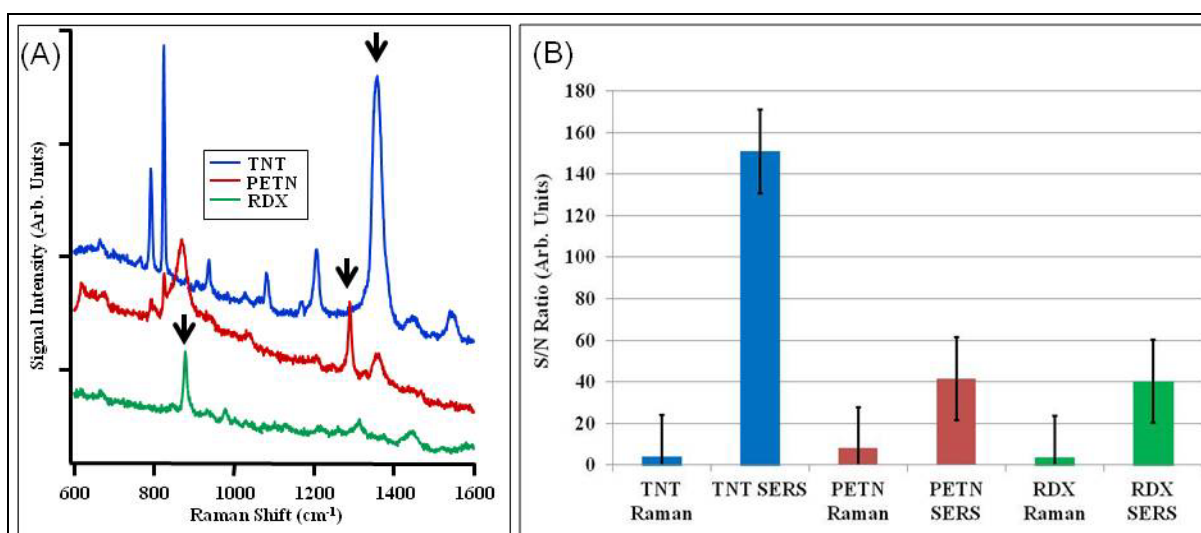 (A)
Signal Intensity (Arb. Units)
TNT
PETN
RDX
600
800
1000
1200
1400
1600
Raman Shift (cm-1)
(B)
S/N Ratio (Arb. Units)
180
160
140
120
100
80
60
40
20
0
TNT Raman
TNT SERS
PETN Raman
PETN SERS
RDX Raman
RDX SERS